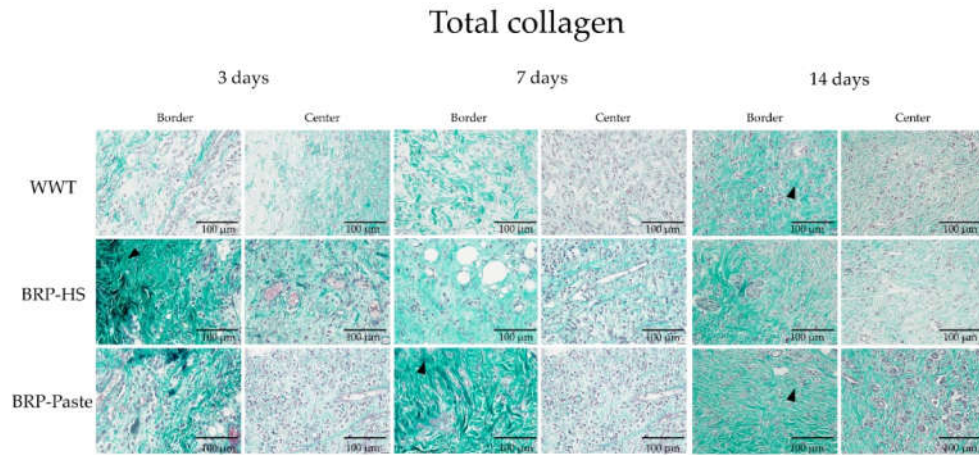 Total collagen
3 days 7 days 14 days
Border Center Border Center Border Center
WWT
100 µm 100 µm 100 µm 100 µm 100 µm 100 µm
BRP-HS
100 µm 100 µm 100 µm 100 µm 100 µm 100 µm
BRP-Paste
100 µm 100 µm 100 µm 100 µm 100 µm 100 µm